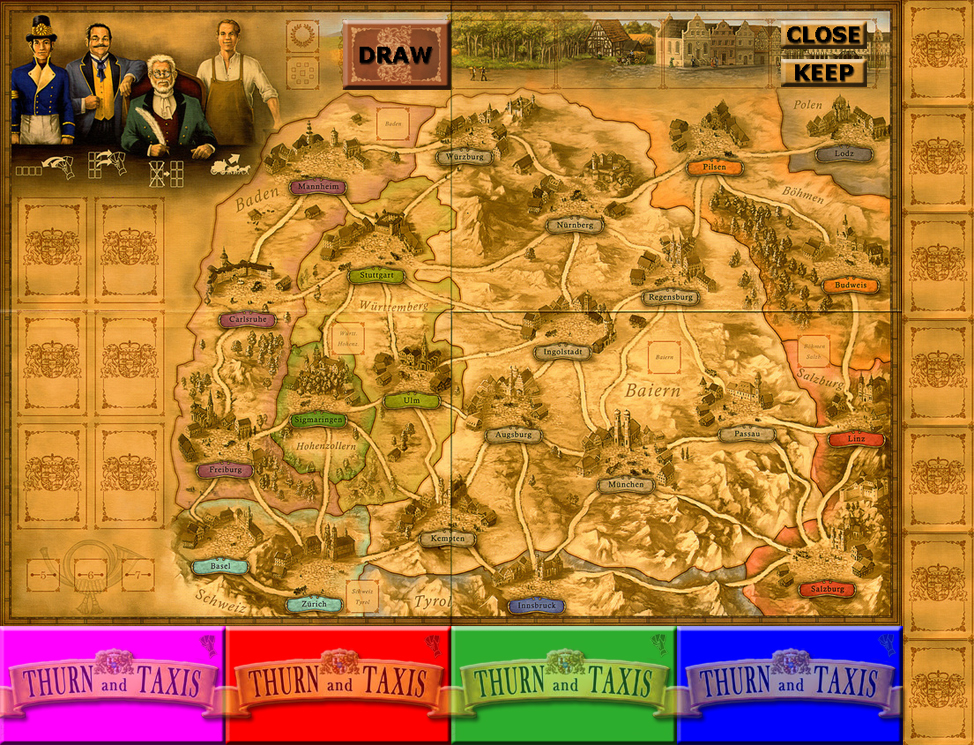 DRAW
CLOSE
KEEP
Polen
Baden
Lodz
Würzburg
Pilsen
Mannheim
Baden
Böhmen
Nürnberg
Stuttgart
Budweis
Regensburg
Württemberg
Carlsruhe
Württ.
Hohenz.
Ingolstadt
Böhmen
Salzb.
Baiern
Salzburg
Baiern
Ulm
Sigmaringen
Augsburg
Passau
Linz
Hohenzollern
Freiburg
München
Kempten
Basel
5
6
7
Schweiz
Tyrol
Salzburg
Schweiz
Zürich
Tyrol
Innsbruck
THURN and TAXIS
THURN and TAXIS
THURN and TAXIS
THURN and TAXIS